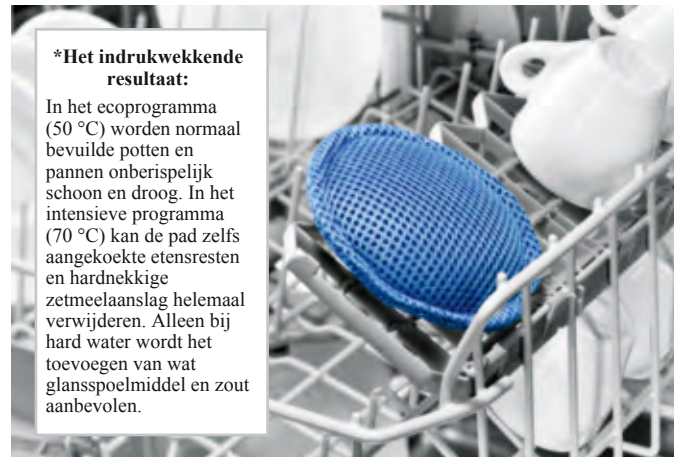 *Het indrukwekkende
resultaat:
In het ecoprogramma
(50 °C) worden normaal
bevuilde potten en
pannen onberispelijk
schoon en droog. In het
intensieve programma
(70 °C) kan de pad zelfs
aangekoekte etensresten
en hardnekkige
zetmeelaanslag helemaal
verwijderen. Alleen bij
hard water wordt het
toevoegen van wat
glansspoelmiddel en zout
aanbevolen.